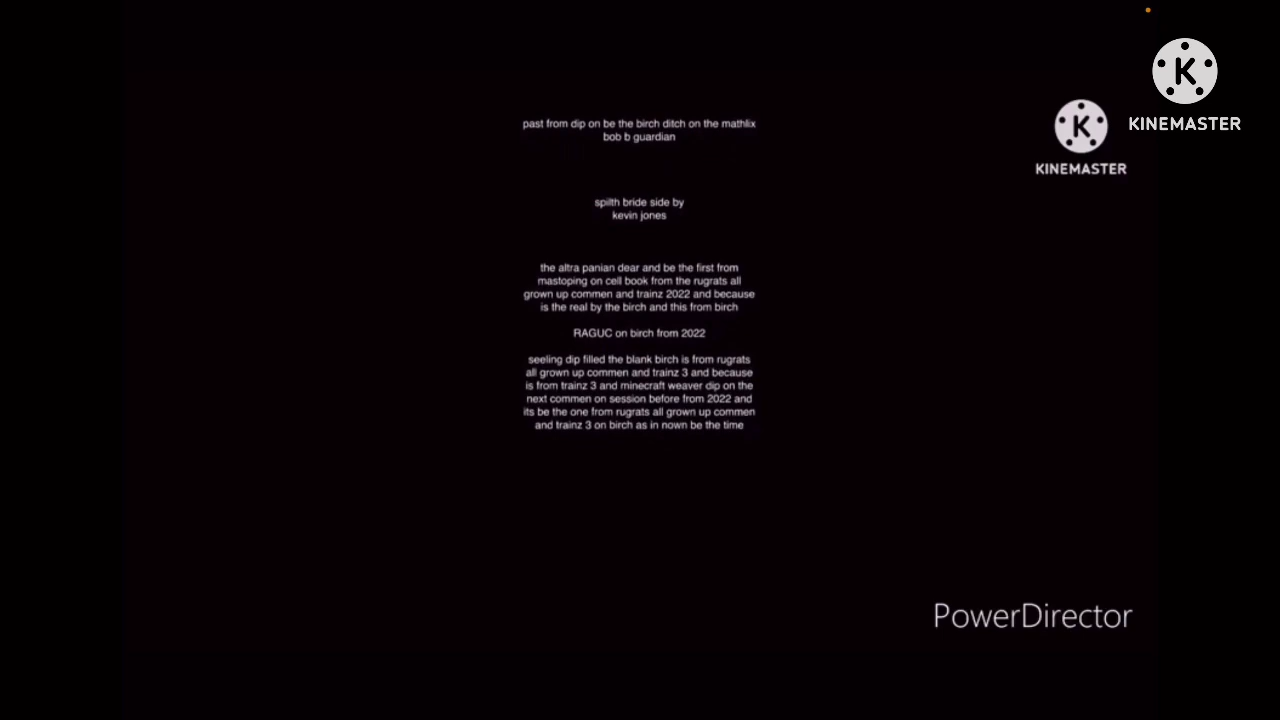 K
KINEMASTER
K
KINEMASTER
past from dip on be the birch ditch on the mathlix
bob b guardian
spilth bride side by
kevin jones
the altra panian dear and be the first from
mastoping on cell book from the rugrats all
grown up commen and trainz 2022 and because
is the real by the birch and this from birch
RAGUC on birch from 2022
seeling dip filled the blank birch is from rugrats
all grown up commen and trainz 3 and because
is from trainz 3 and minecraft weaver dip on the
next commen on session before from 2022 and
its be the one from rugrats all grown up commen
and trainz 3 on birch as in nown be the time
PowerDirector